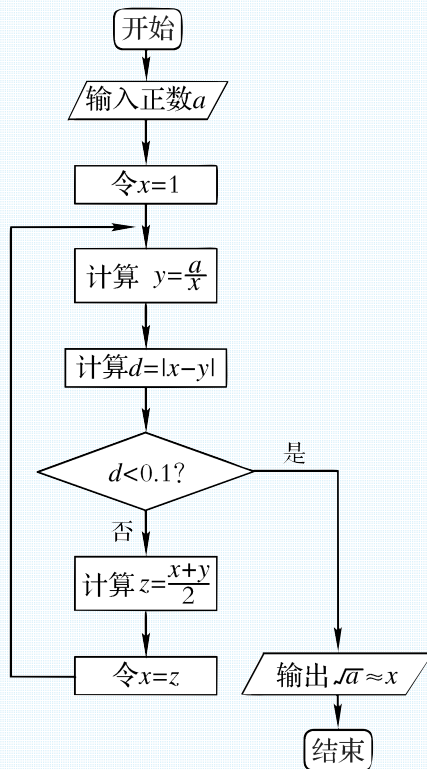 开始
输入正数a
令x=1
计算 y=a/x
计算d=|x-y|
d<0.1?
是
否
计算z=(x+y)/2
令x=z
输出√a≈x
结束